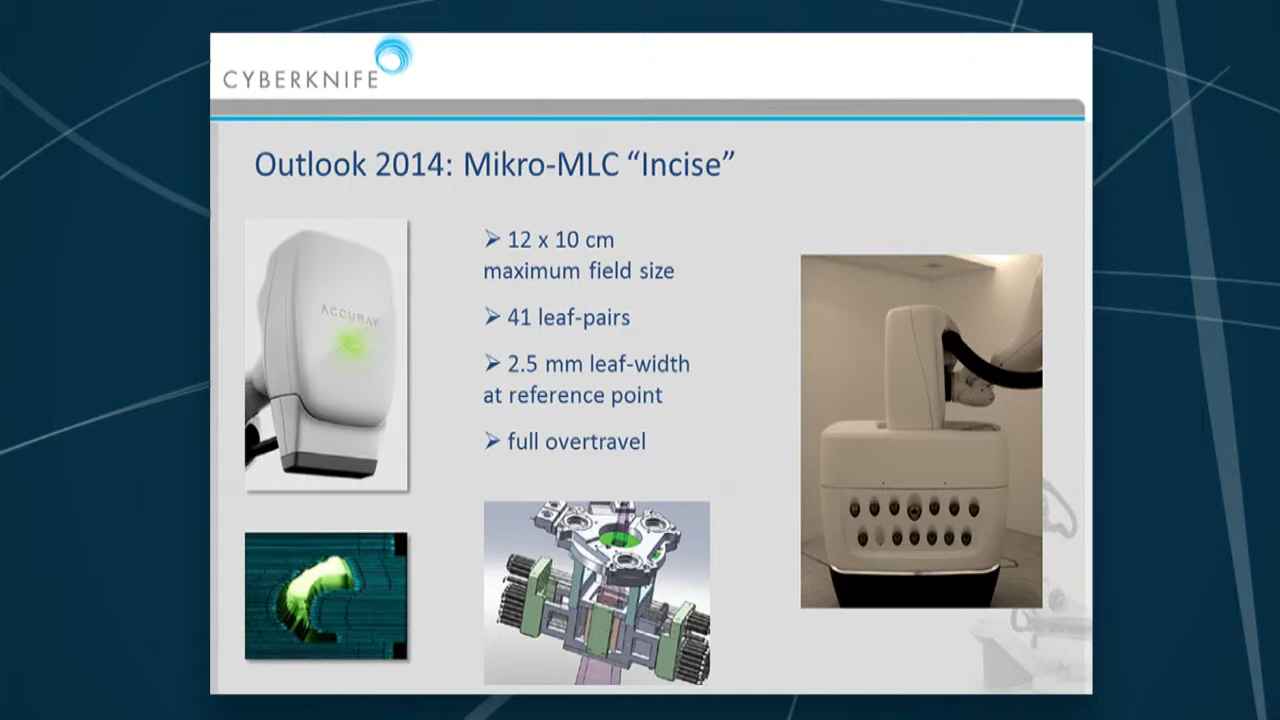 CYBERKNIFE
Outlook 2014: Mikro-MLC “Incise”
ACCURAY
➢ 12 x 10 cm
maximum field size
➢ 41 leaf-pairs
➢ 2.5 mm leaf-width
at reference point
➢ full overtravel